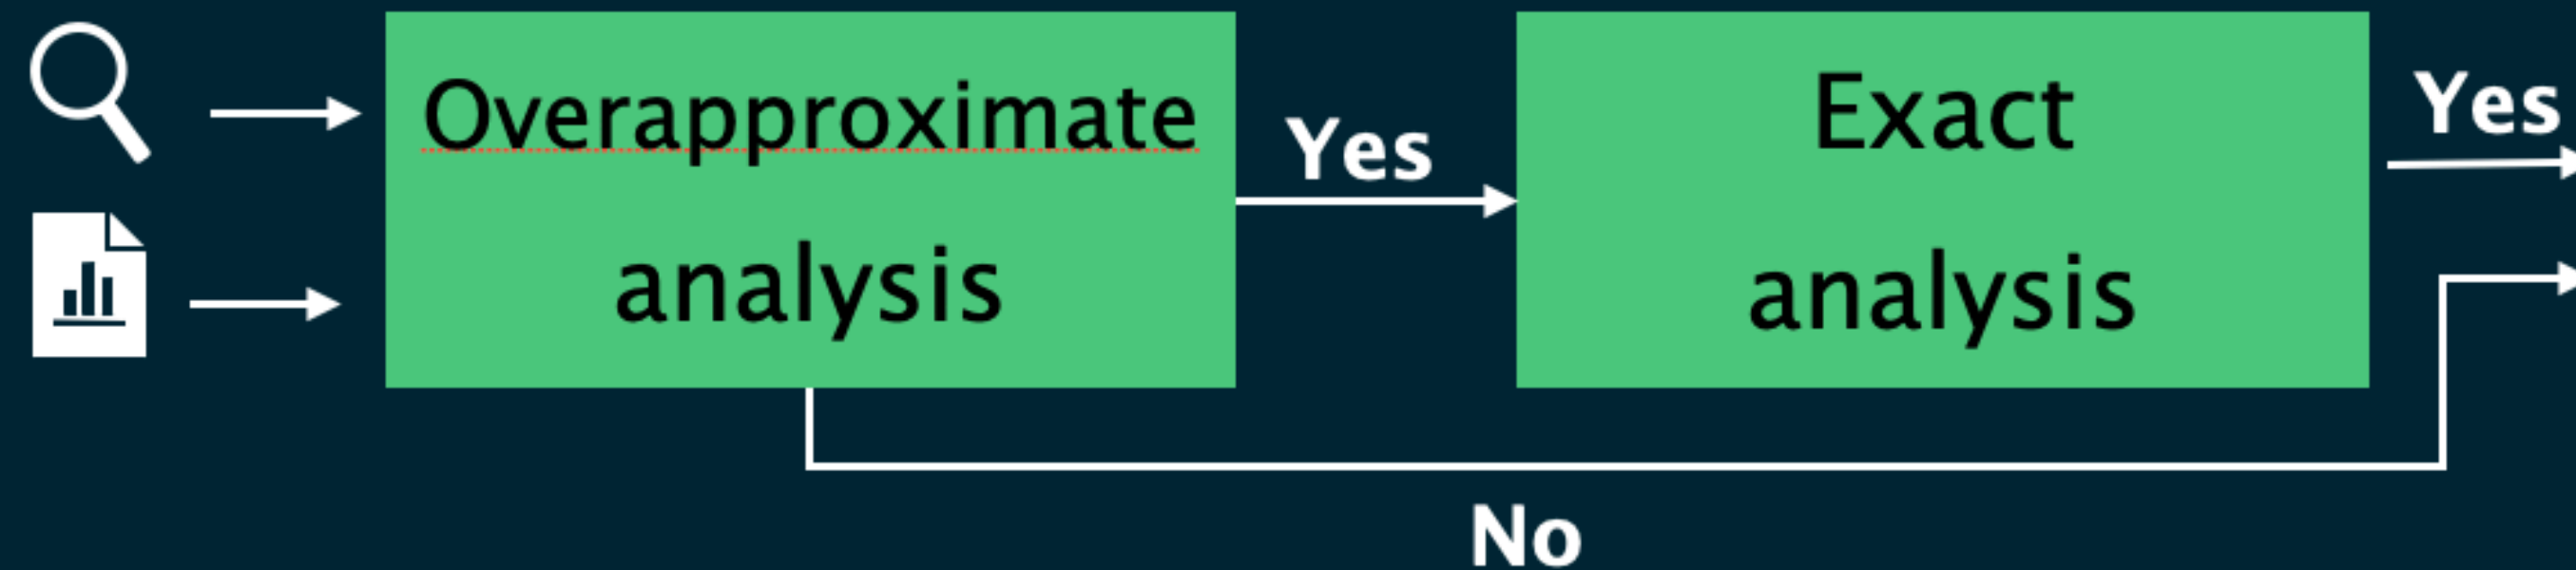 Overapproximate
analysis
Yes
Exact
analysis
Yes
No